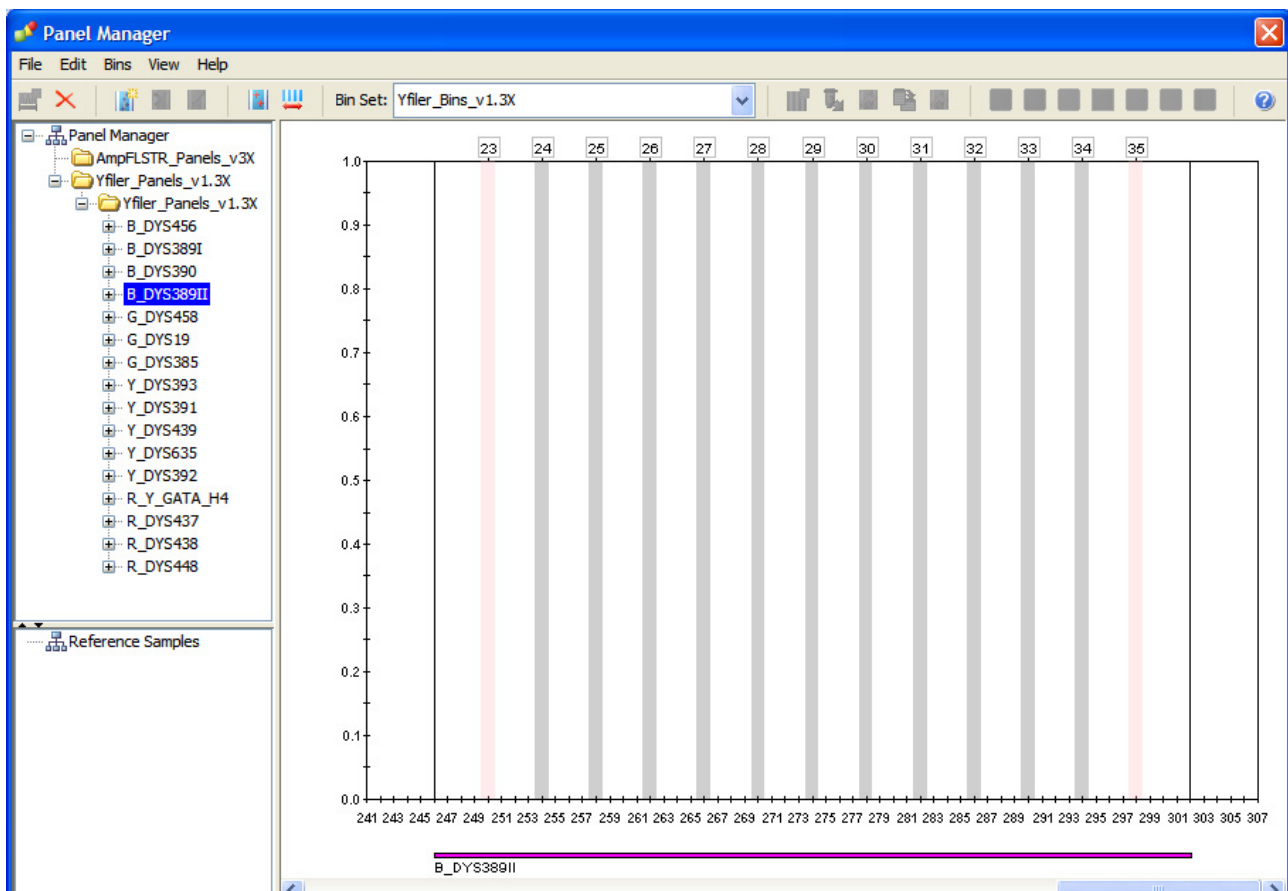 Panel Manager
File Edit Bins View Help
Bin Set: Yfiler_Bins_v1.3X
Panel Manager
AmpFLSTR_Panels_v3X
Yfiler_Panels_v1.3X
Yfiler_Panels_v1.3X
B_DYS456
B_DYS389I
B_DYS390
B_DYS389II
G_DYS458
G_DYS19
G_DYS385
Y_DYS393
Y_DYS391
Y_DYS439
Y_DYS635
Y_DYS392
R_Y_GATA_H4
R_DYS437
R_DYS438
R_DYS448
Reference Samples
23 24 25 26 27 28 29 30 31 32 33 34 35
1.0
0.9
0.8
0.7
0.6
0.5
0.4
0.3
0.2
0.1
0.0
241 243 245 247 249 251 253 255 257 259 261 263 265 267 269 271 273 275 277 279 281 283 285 287 289 291 293 295 297 299 301 303 305 307
B_DYS389II